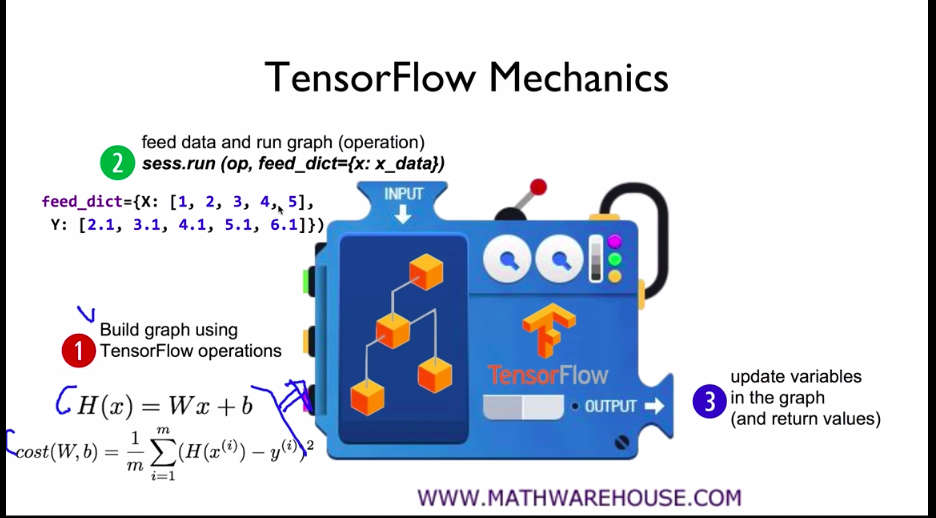 TensorFlow Mechanics
2
feed data and run graph (operation)
sess.run (op, feed_dict={x: x_data})
feed_dict={X: [1, 2, 3, 4, 5],
Y: [2.1, 3.1, 4.1, 5.1, 6.1]})
INPUT
1
Build graph using
TensorFlow operations
H(x) = Wx + b
cost(W, b) = \frac{1}{m} \sum_{i=1}^{m} (H(x^{(i)}) − y^{(i)})^2
TensorFlow
OUTPUT
3
update variables
in the graph
(and return values)
WWW.MATHWAREHOUSE.COM